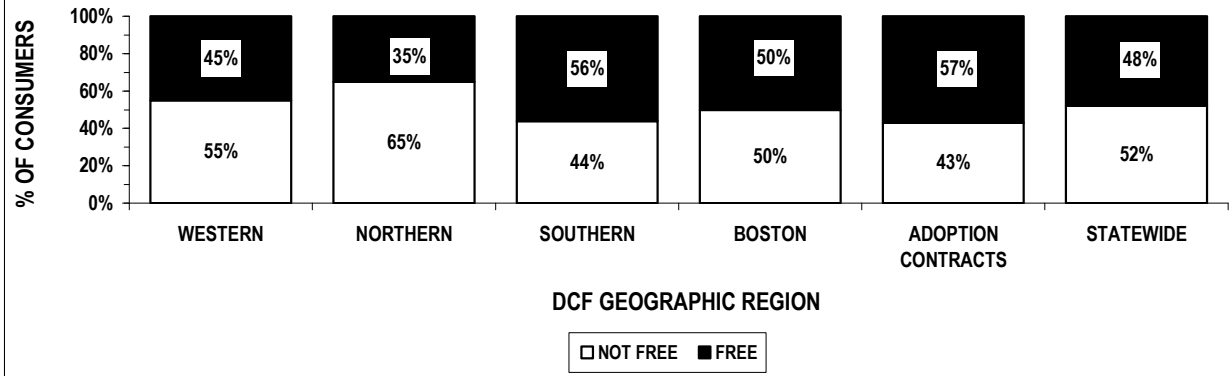 % OF CONSUMERS
100%
80%
60%
40%
20%
0%
45%
35%
56%
50%
57%
48%
55%
65%
44%
50%
43%
52%
WESTERN
NORTHERN
SOUTHERN
BOSTON
ADOPTION
CONTRACTS
STATEWIDE
DCF GEOGRAPHIC REGION
NOT FREE
FREE